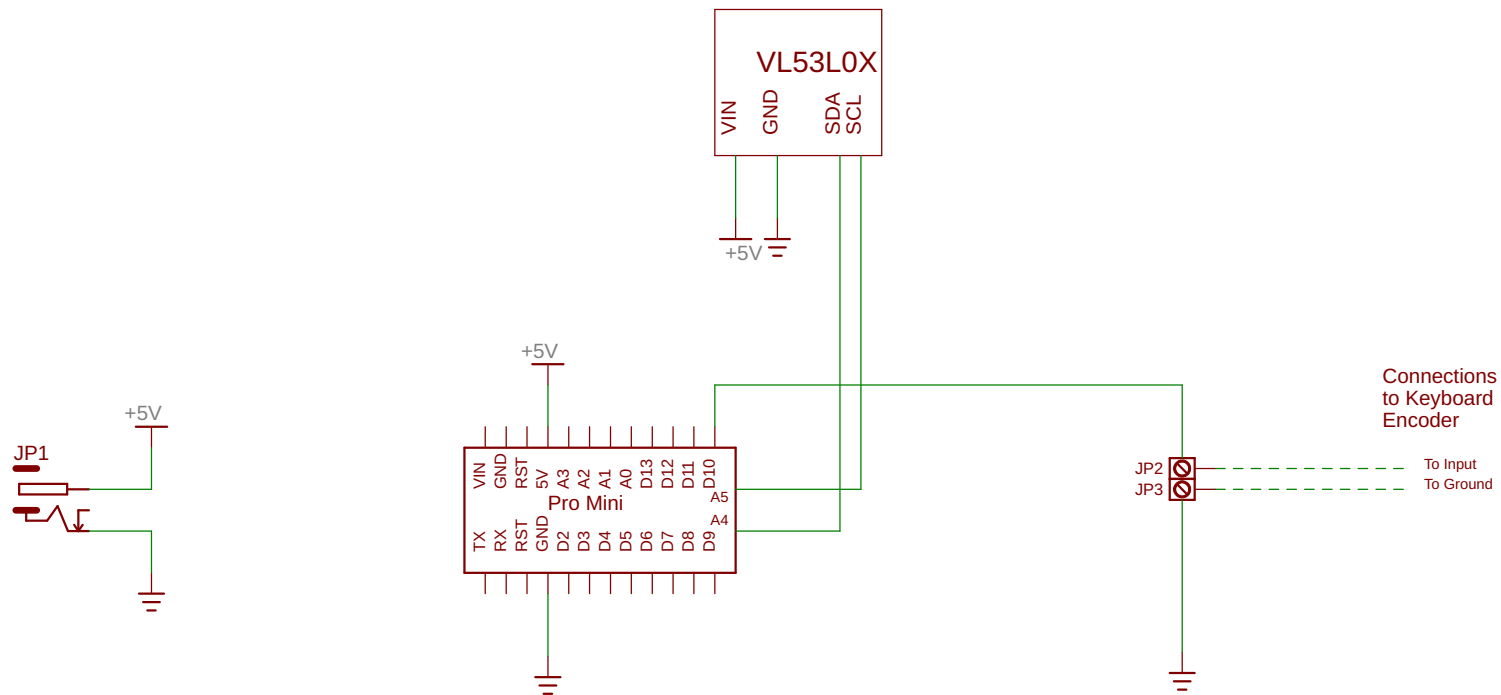 VL53L0X
VIN
GND
SDA
SCL
+5V
+5V
Connections
to Keyboard
Encoder
+5V
JP1
JP2
To Input
JP3
To Ground
VIN
GND
RST
5V
A3
A2
A1
A0
D13
D12
D11
D10
A5
Pro Mini
A4
TX
RX
RST
GND
D2
D3
D4
D5
D6
D7
D8
D9